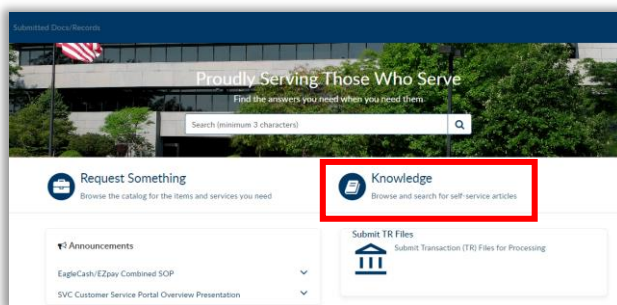 Submitted Docs/Records
Proudly Serving Those Who Serve
Find the answers you need when you need them
Search (minimum 3 characters)
Request Something
Browse the catalog for the items and services you need
Knowledge
Browse and search for self-service articles
Announcements
EagleCash/EZpay Combined SOP
SVC Customer Service Portal Overview Presentation
Submit TR Files
Submit Transaction (TR) Files for Processing